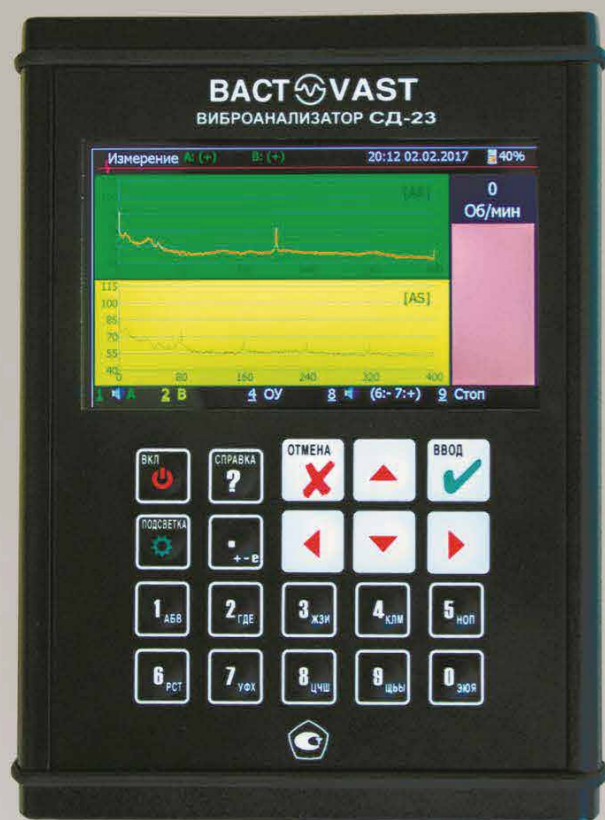 ВАСТ VAST
ВИБРОАНАЛИЗАТОР СД-23
Измерение A: (+) B: (+) 20:12 02.02.2017 40%
[AS]
0
Об/мин
115
100
85
70
55
40
[AS]
0 80 160 240 320 400
1 A 2 B 4 ОУ 8 (6:- 7:+) 9 Стоп
ВКЛ СПРАВКА ? ОТМЕНА ВВОД
ПОДСВЕТКА . +-e
1 АБВ 2 ГДЕ 3 ЖЗИ 4 КЛМ 5 НОП
6 РСТ 7 УФХ 8 ЦЧШ 9 ЩЬЫ 0 ЭЮЯ